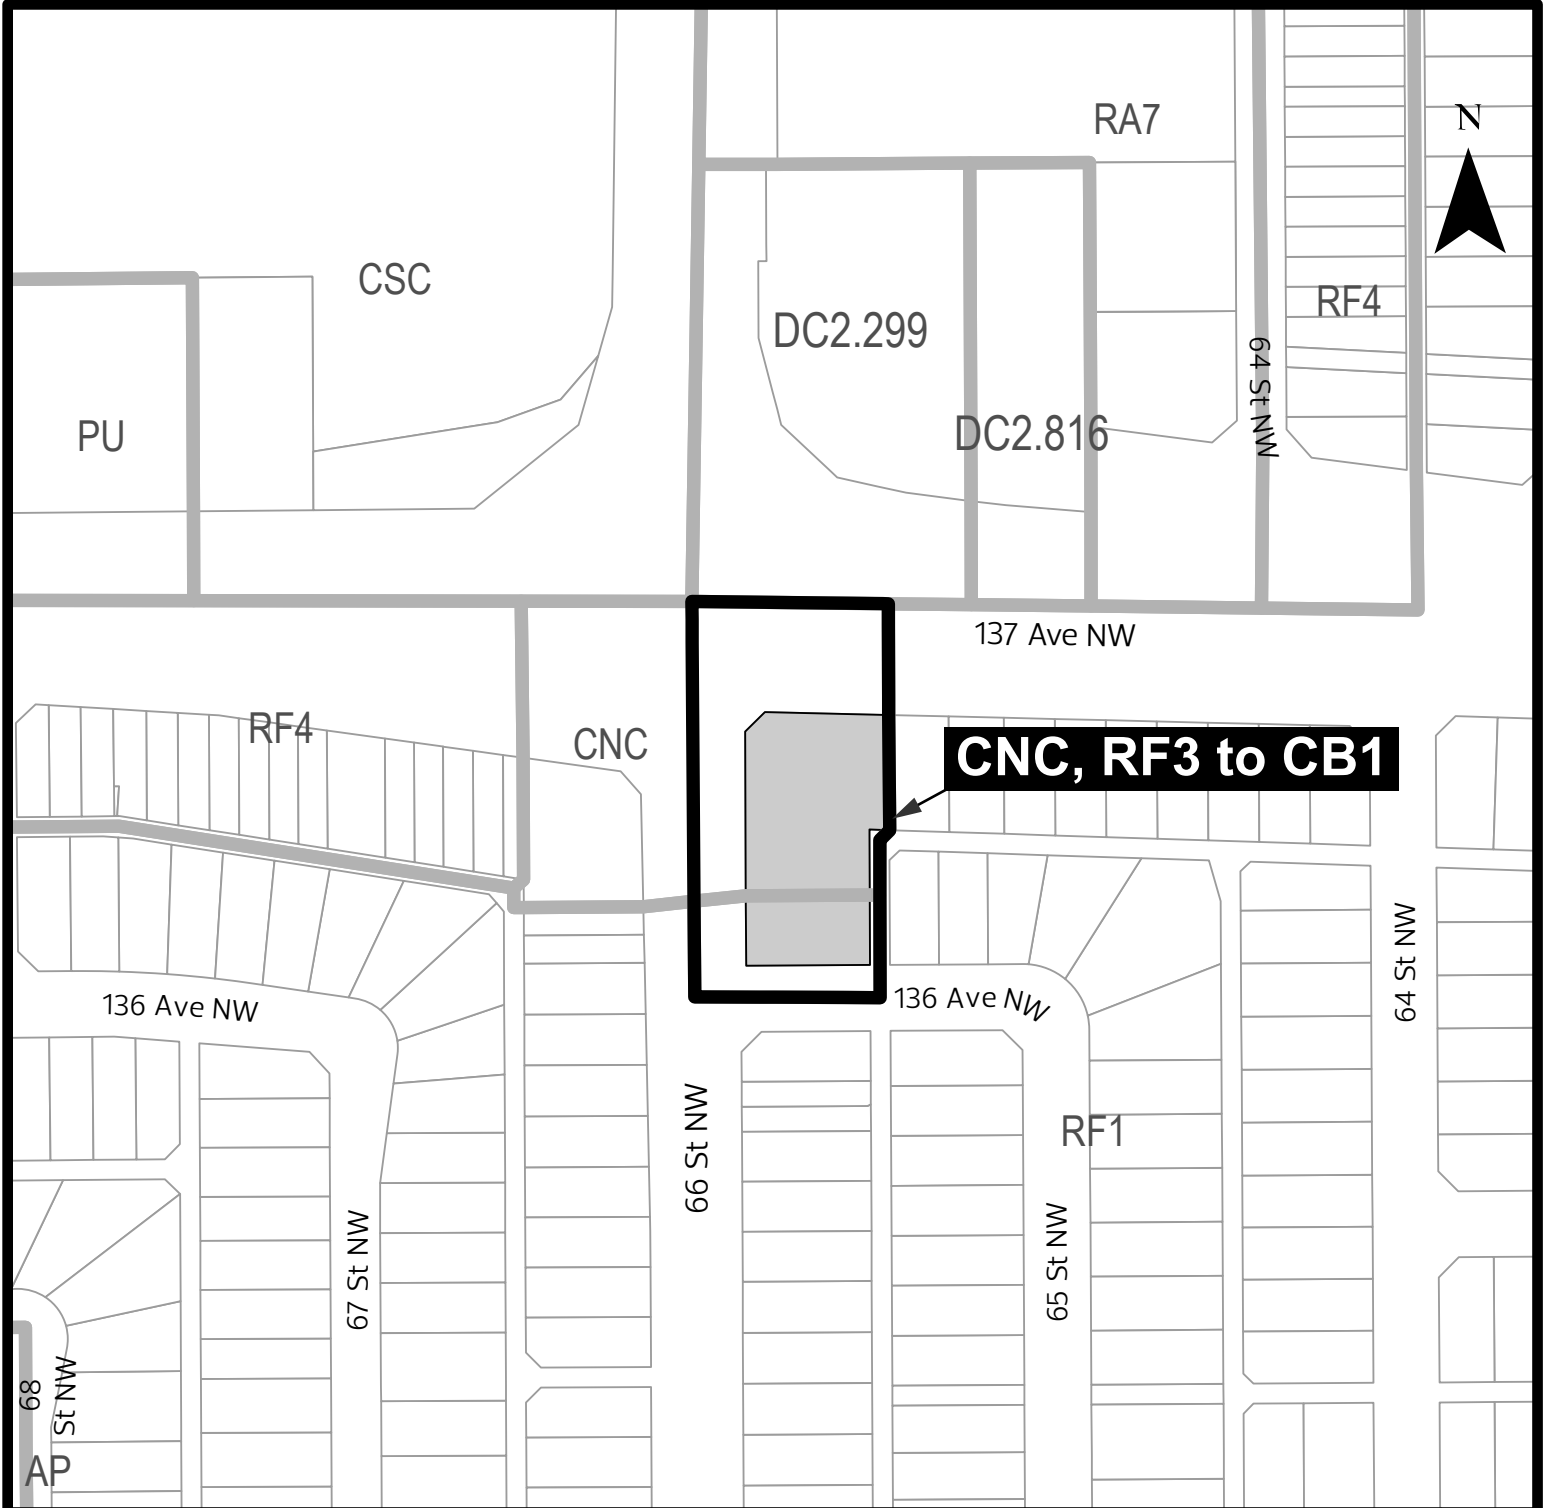 RA7
N
CSC
RF4
DC2.299
64 St NW
PU
DC2.816
137 Ave NW
RF4
CNC
CNC, RF3 to CB1
64 St NW
136 Ave NW
136 Ave NW
66 St NW
RF1
67 St NW
65 St NW
68
St NW
AP